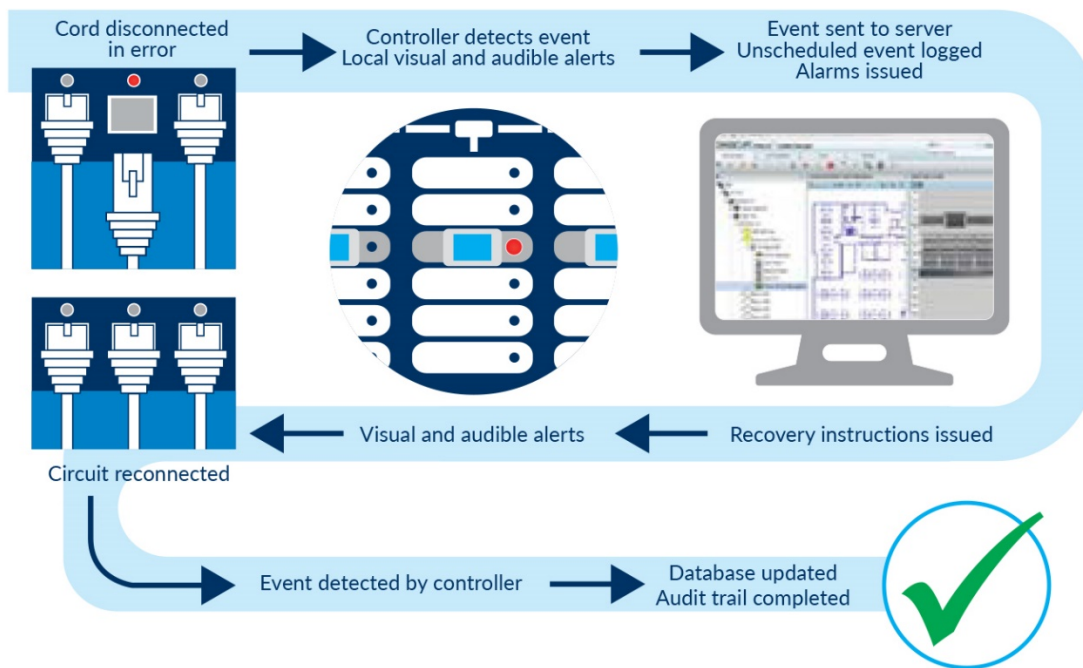 Cord disconnected
in error
Controller detects event
Local visual and audible alerts
Event sent to server
Unscheduled event logged
Alarms issued
Recovery instructions issued
Visual and audible alerts
Circuit reconnected
Event detected by controller
Database updated
Audit trail completed